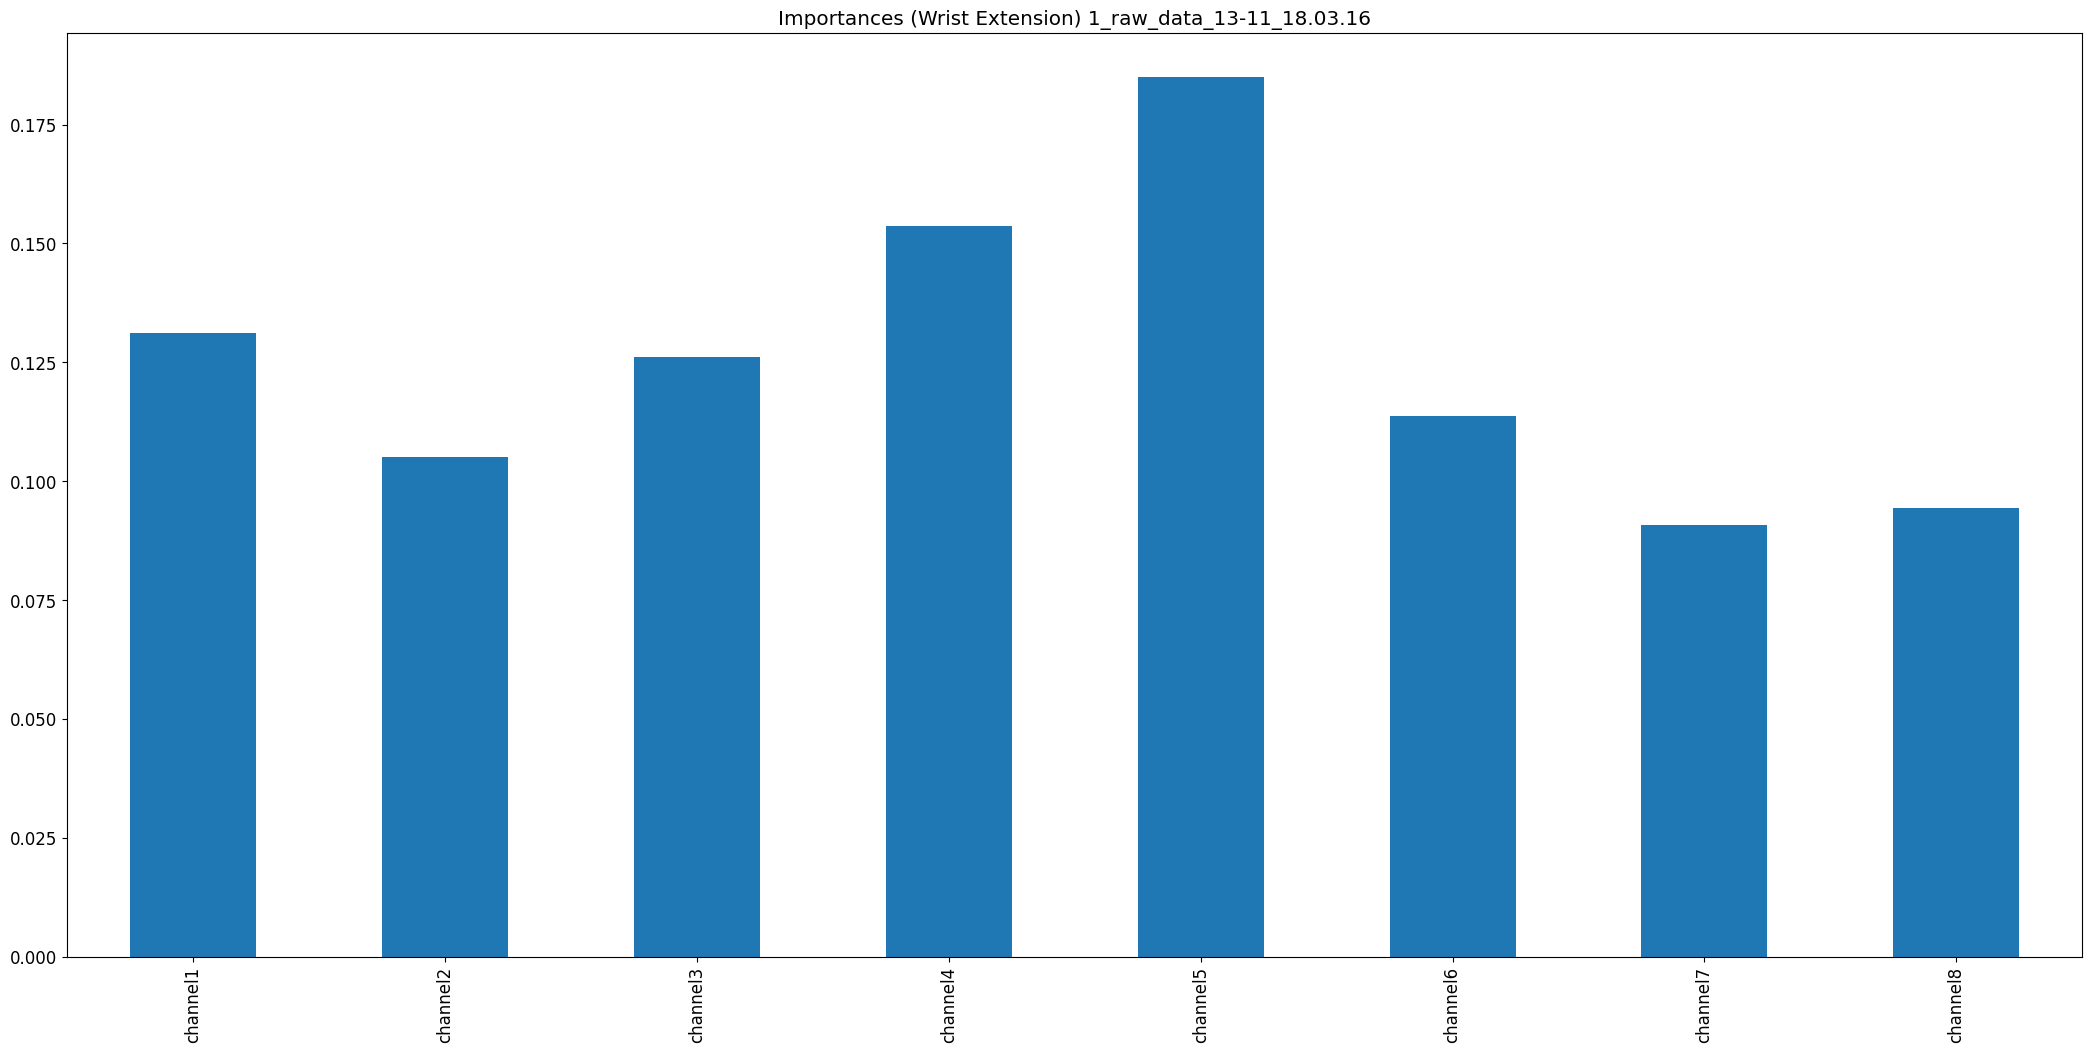 Importances (Wrist Extension) 1_raw_data_13-11_18.03.16
0.175
0.150
0.125
0.100
0.075
0.050
0.025
0.000
channel1
channel2
channel3
channel4
channel5
channel6
channel7
channel8